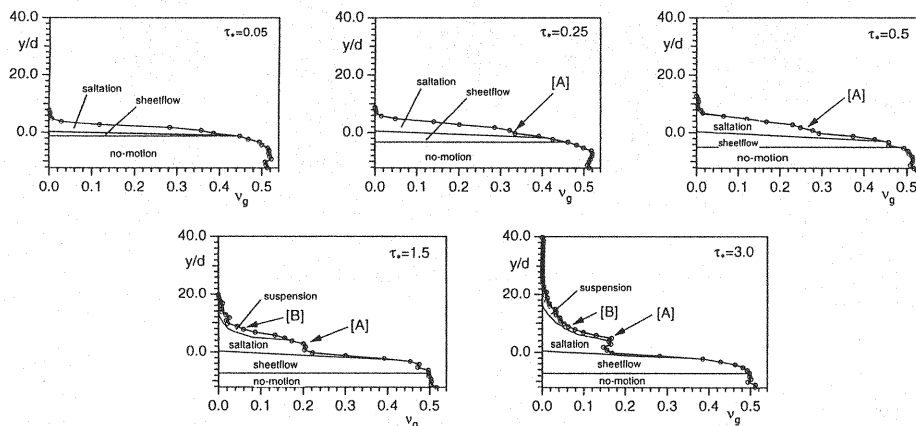 40.0
τ*=0.05
y/d
20.0
saltation
sheetflow
0.0
no-motion
0.0 0.1 0.2 0.3 0.4 0.5
νg
40.0
τ*=0.25
y/d
20.0
saltation
sheetflow
[A]
0.0
no-motion
0.0 0.1 0.2 0.3 0.4 0.5
νg
40.0
τ*=0.5
y/d
20.0
[A]
saltation
0.0
sheetflow
no-motion
0.0 0.1 0.2 0.3 0.4 0.5
νg
40.0
τ*=1.5
y/d
suspension
20.0
[B]
[A]
saltation
0.0
sheetflow
no-motion
0.0 0.1 0.2 0.3 0.4 0.5
νg
40.0
τ*=3.0
y/d
suspension
20.0
[B]
[A]
saltation
0.0
sheetflow
no-motion
0.0 0.1 0.2 0.3 0.4 0.5
νg